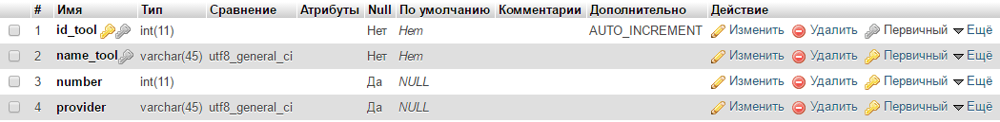 # Имя Тип Сравнение Атрибуты Null По умолчанию Комментарии Дополнительно Действие
1 id_tool int(11) Нет Нет AUTO_INCREMENT Изменить Удалить Первичный Ещё
2 name_tool varchar(45) utf8_general_ci Нет Нет Изменить Удалить Первичный Ещё
3 number int(11) Да NULL Изменить Удалить Первичный Ещё
4 provider varchar(45) utf8_general_ci Да NULL Изменить Удалить Первичный Ещё